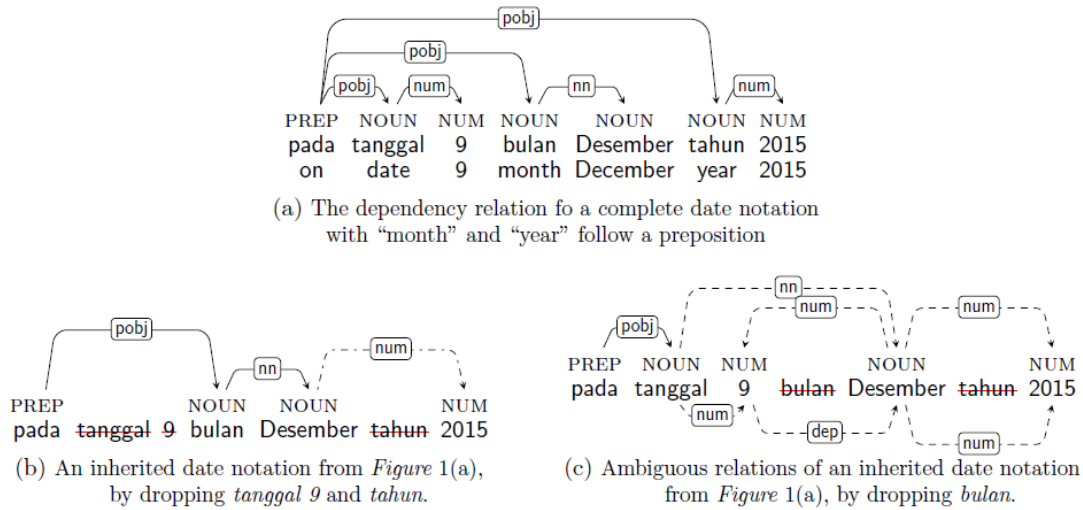 pobj
pobj
pobj num nn num
PREP NOUN NUM NOUN NOUN NOUN NUM
pada tanggal 9 bulan Desember tahun 2015
on date 9 month December year 2015
(a) The dependency relation fo a complete date notation
with “month” and “year” follow a preposition
pobj
num
nn
PREP NOUN NOUN NUM
pada tanggal 9 bulan Desember tahun 2015
(b) An inherited date notation from Figure 1(a),
by dropping tanggal 9 and tahun.
nn
num num
pobj
PREP NOUN NUM NOUN NUM
pada tanggal 9 bulan Desember tahun 2015
num
dep
num
(c) Ambiguous relations of an inherited date notation
from Figure 1(a), by dropping bulan.